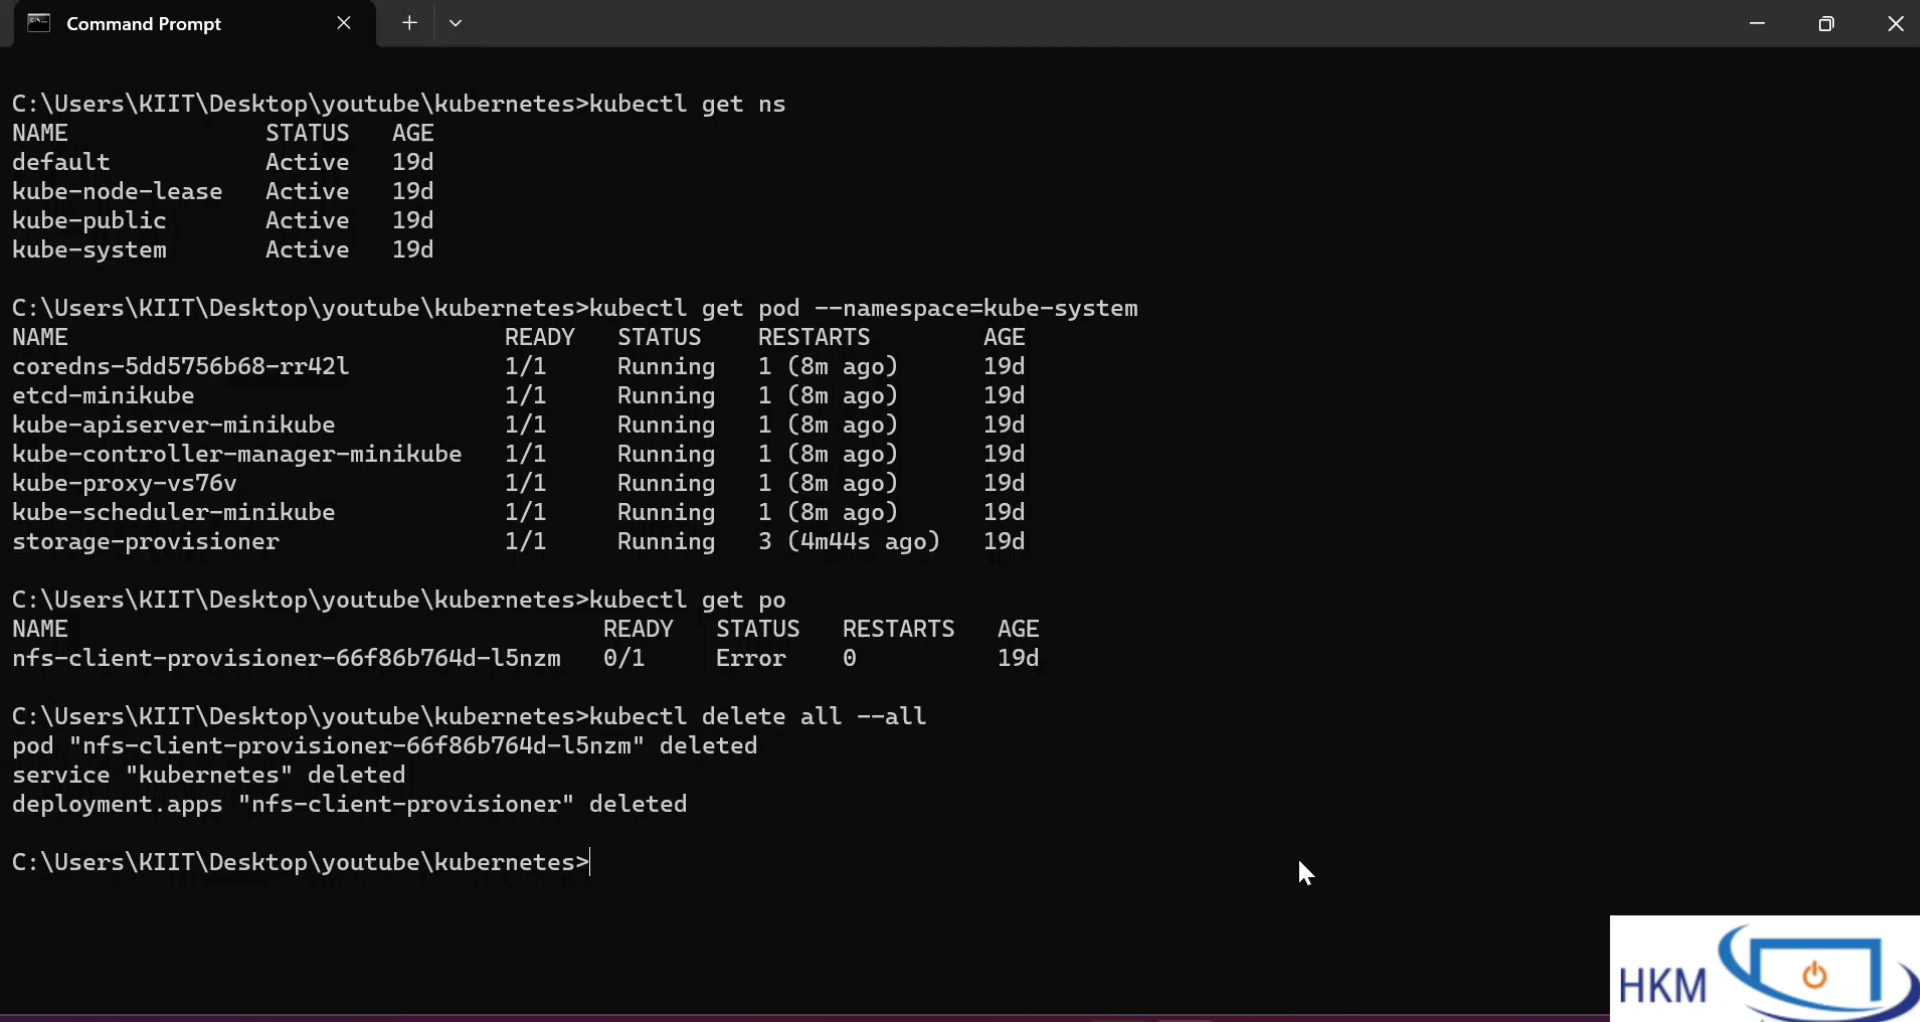 Command Prompt
C:\Users\KIIT\Desktop\youtube\kubernetes>kubectl get ns
NAME STATUS AGE
default Active 19d
kube-node-lease Active 19d
kube-public Active 19d
kube-system Active 19d
C:\Users\KIIT\Desktop\youtube\kubernetes>kubectl get pod --namespace=kube-system
NAME READY STATUS RESTARTS AGE
coredns-5dd5756b68-rr42l 1/1 Running 1 (8m ago) 19d
etcd-minikube 1/1 Running 1 (8m ago) 19d
kube-apiserver-minikube 1/1 Running 1 (8m ago) 19d
kube-controller-manager-minikube 1/1 Running 1 (8m ago) 19d
kube-proxy-vs76v 1/1 Running 1 (8m ago) 19d
kube-scheduler-minikube 1/1 Running 1 (8m ago) 19d
storage-provisioner 1/1 Running 3 (4m44s ago) 19d
C:\Users\KIIT\Desktop\youtube\kubernetes>kubectl get po
NAME READY STATUS RESTARTS AGE
nfs-client-provisioner-66f86b764d-l5nzm 0/1 Error 0 19d
C:\Users\KIIT\Desktop\youtube\kubernetes>kubectl delete all --all
pod "nfs-client-provisioner-66f86b764d-l5nzm" deleted
service "kubernetes" deleted
deployment.apps "nfs-client-provisioner" deleted
C:\Users\KIIT\Desktop\youtube\kubernetes>
HKM